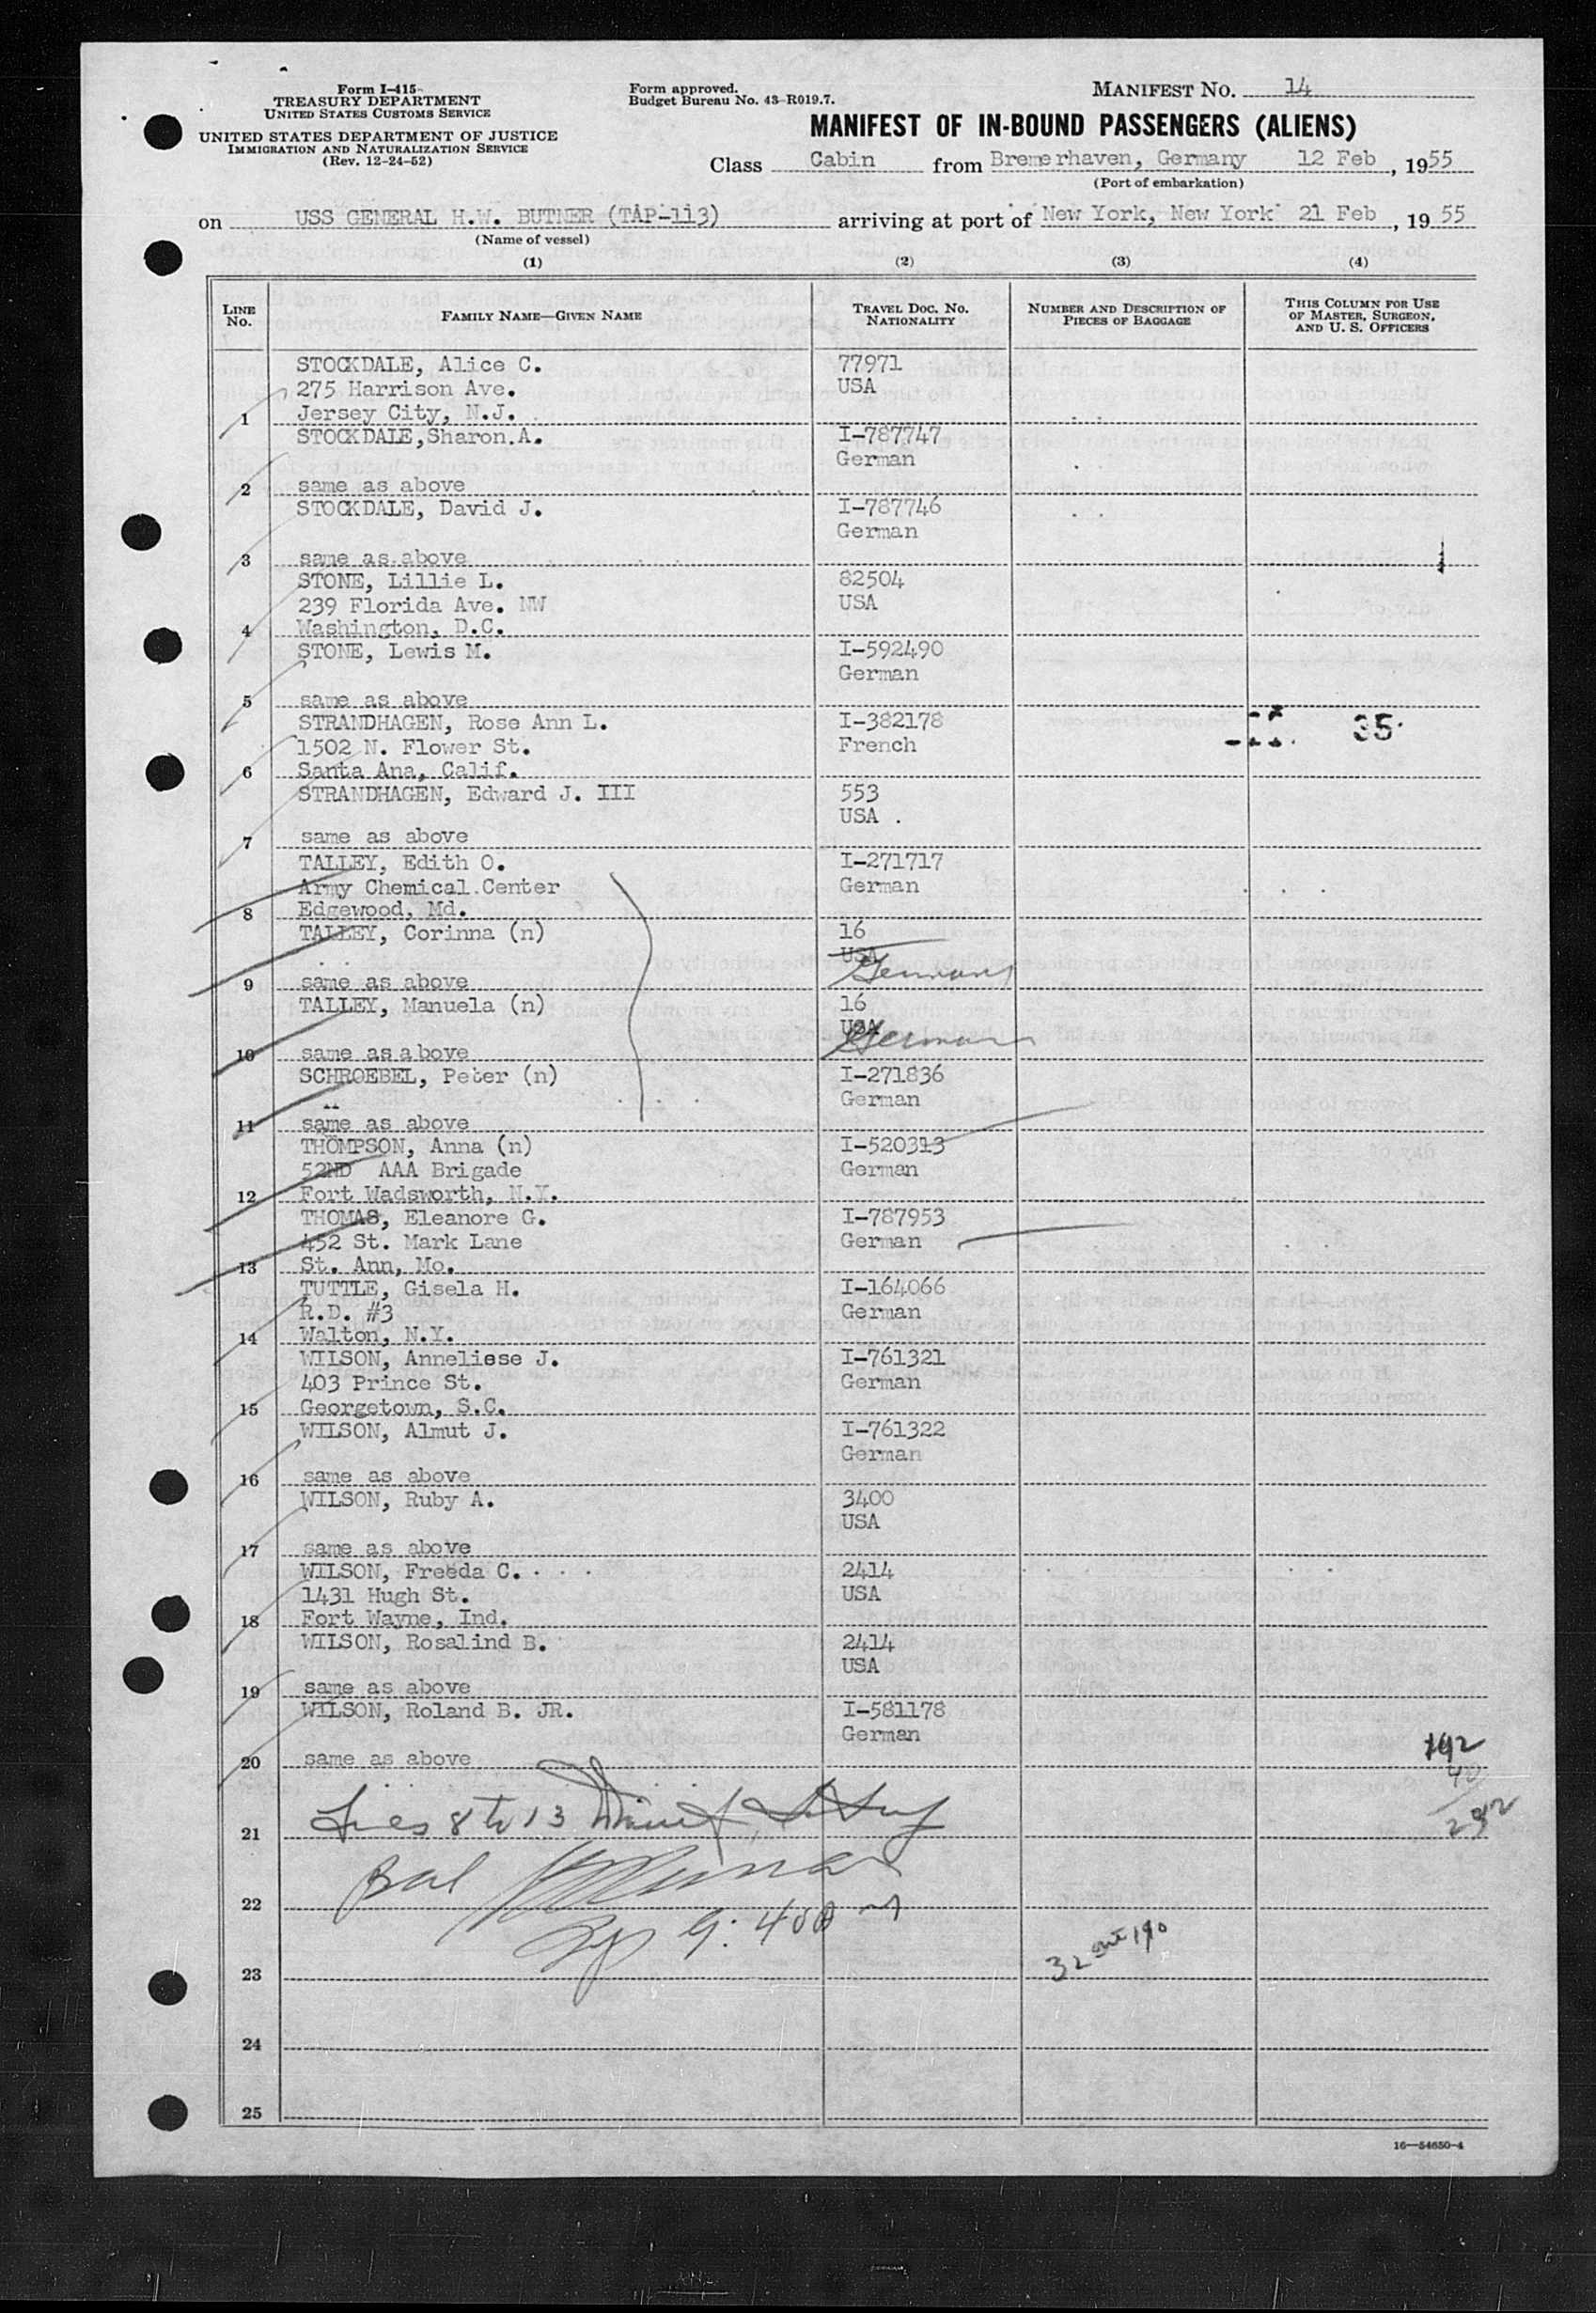 Form I-415
TREASURY DEPARTMENT
UNITED STATES CUSTOMS SERVICE
UNITED STATES DEPARTMENT OF JUSTICE
IMMIGRATION AND NATURALIZATION SERVICE
(Rev. 12-24-52)
Form approved.
Budget Bureau No. 43-R019.7.
MANIFEST NO. 14
MANIFEST OF IN-BOUND PASSENGERS (ALIENS)
Class Cabin from Bremerhaven, Germany 12 Feb, 1955
(Port of embarkation)
on USS GENERAL H.W. BUTNER (TAP-113) arriving at port of New York, New York 21 Feb, 1955
(Name of vessel)
(1) (2) (3) (4)
LINE NO. FAMILY NAME—GIVEN NAME TRAVEL DOC. NO. NATIONALITY NUMBER AND DESCRIPTION OF PIECES OF BAGGAGE THIS COLUMN FOR USE OF MASTER, SURGEON, AND U. S. OFFICERS
STOCKDALE, Alice C. 77971
275 Harrison Ave. USA
1 Jersey City, N.J.
STOCKDALE,Sharon.A. I-787747
German
2 same as above
STOCKDALE, David J. I-787746
German
3 same as above
STONE, Lillie L. 82504
239 Florida Ave. NW USA
4 Washington, D.C.
STONE, Lewis M. I-592490
German
5 same as above
STRANDHAGEN, Rose Ann L. I-382178 35
1502 N. Flower St. French
6 Santa Ana, Calif.
STRANDHAGEN, Edward J. III 553
USA
7 same as above
TALLEY, Edith O. I-271717
Army Chemical Center German
8 Edgewood, Md.
TALLEY, Corinna (n) 16
USA
German
9 same as above
TALLEY, Manuela (n) 16
USA
German
10 same as above
SCHROEBEL, Peter (n) I-271836
German
11 same as above
THOMPSON, Anna (n) I-520313
52ND AAA Brigade German
12 Fort Wadsworth, N.Y.
THOMAS, Eleanore G. I-787953
452 St. Mark Lane German
13 St. Ann, Mo.
TUTTLE, Gisela H. I-164066
R.D. #3 German
14 Walton, N.Y.
WILSON, Anneliese J. I-761321
403 Prince St. German
15 Georgetown, S.C.
WILSON, Almut J. I-761322
German
16 same as above
WILSON, Ruby A. 3400
USA
17 same as above
WILSON, Freeda C. 2414
1431 Hugh St. USA
18 Fort Wayne, Ind.
WILSON, Rosalind B. 2414
USA
19 same as above
WILSON, Roland B. JR. I-581178
German
20 same as above
192
40
232
21 Lines 8 to 13
22 Bal
9:40
23 32 190
24
25
16—54650-4